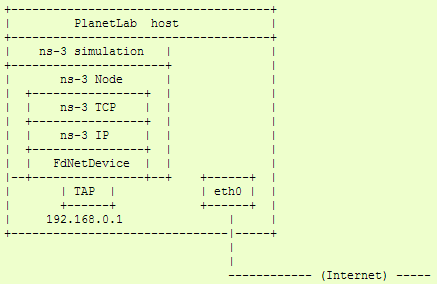 PlanetLab host
ns-3 simulation
ns-3 Node
ns-3 TCP
ns-3 IP
FdNetDevice
TAP eth0
192.168.0.1
(Internet)